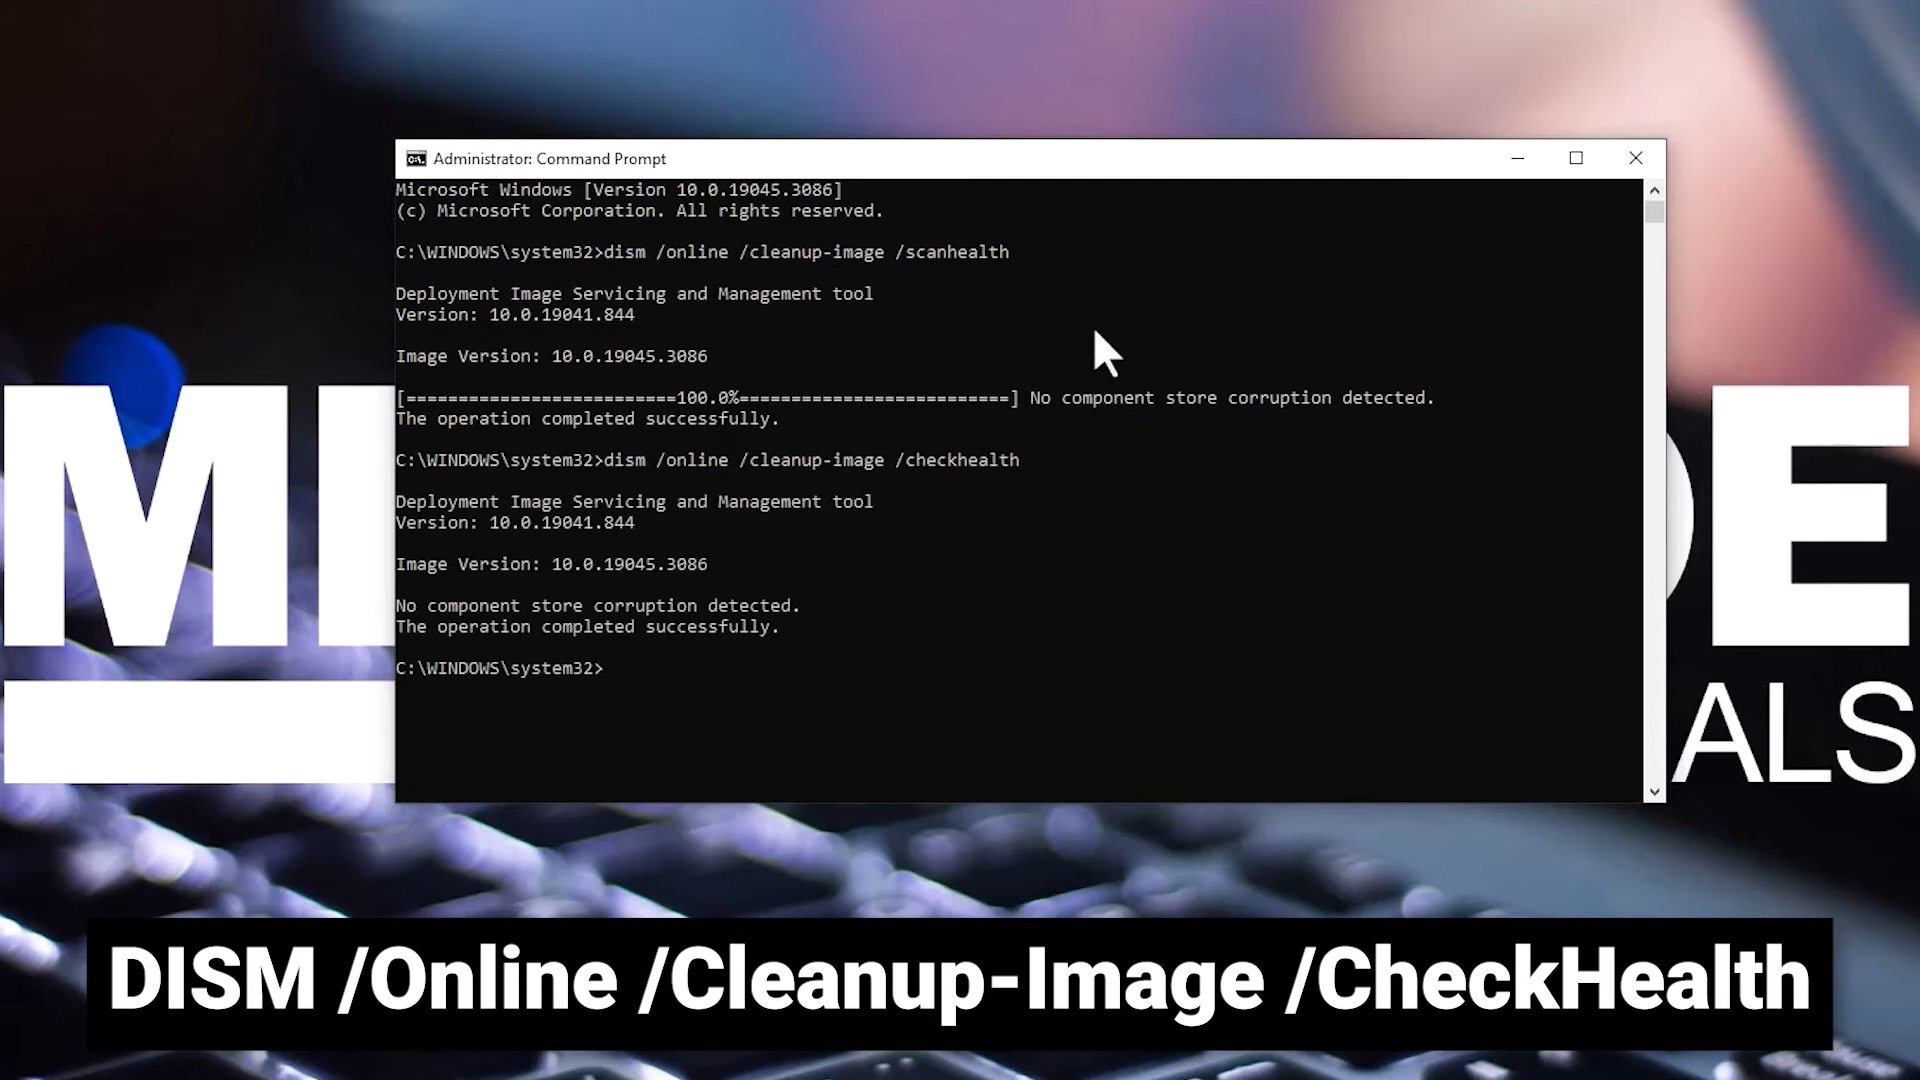 Administrator: Command Prompt
Microsoft Windows [Version 10.0.19045.3086]
(c) Microsoft Corporation. All rights reserved.
C:\WINDOWS\system32>dism /online /cleanup-image /scanhealth
Deployment Image Servicing and Management tool
Version: 10.0.19041.844
Image Version: 10.0.19045.3086
[==========================100.0%==========================] No component store corruption detected.
The operation completed successfully.
C:\WINDOWS\system32>dism /online /cleanup-image /checkhealth
Deployment Image Servicing and Management tool
Version: 10.0.19041.844
Image Version: 10.0.19045.3086
No component store corruption detected.
The operation completed successfully.
C:\WINDOWS\system32>
DISM /Online /Cleanup-Image /CheckHealth